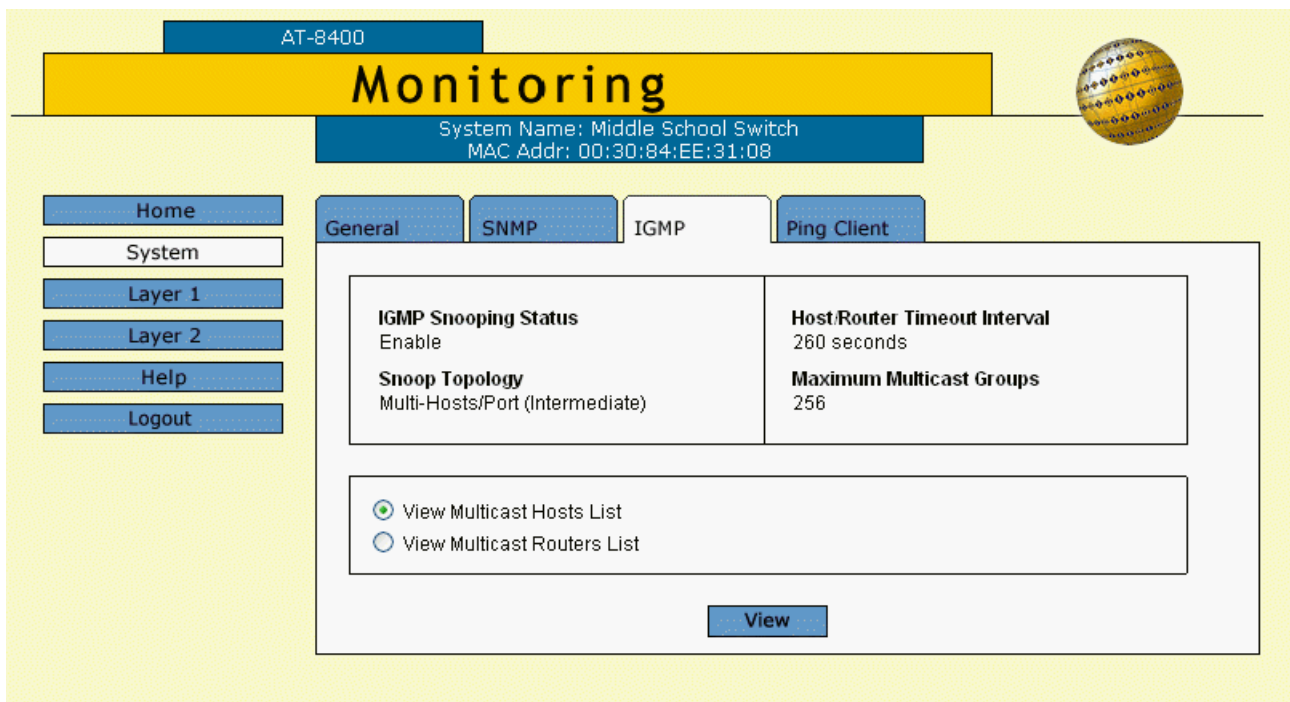 AT-8400
Monitoring
System Name: Middle School Switch
MAC Addr: 00:30:84:EE:31:08
Home
System
Layer 1
Layer 2
Help
Logout
General
SNMP
IGMP
Ping Client
IGMP Snooping Status
Enable
Snoop Topology
Multi-Hosts/Port (Intermediate)
Host/Router Timeout Interval
260 seconds
Maximum Multicast Groups
256
View Multicast Hosts List
View Multicast Routers List
View